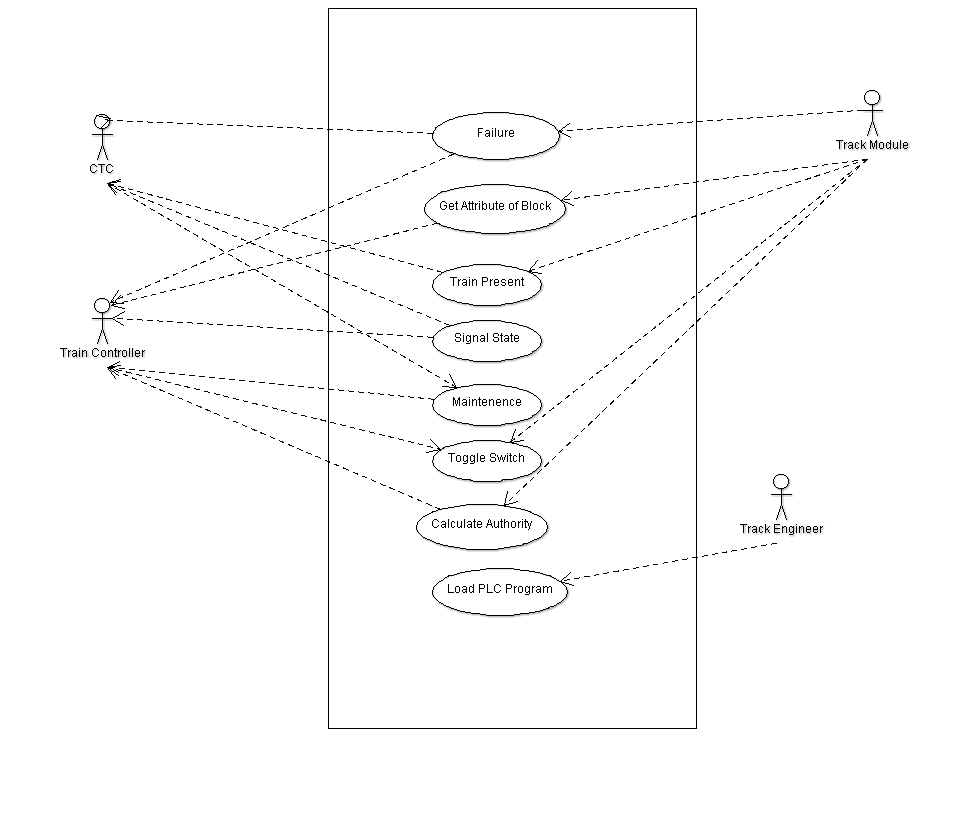 Failure
Track Module
CTC
Get Attribute of Block
Train Present
Signal State
Train Controller
Maintenence
Toggle Switch
Calculate Authority
Track Engineer
Load PLC Program